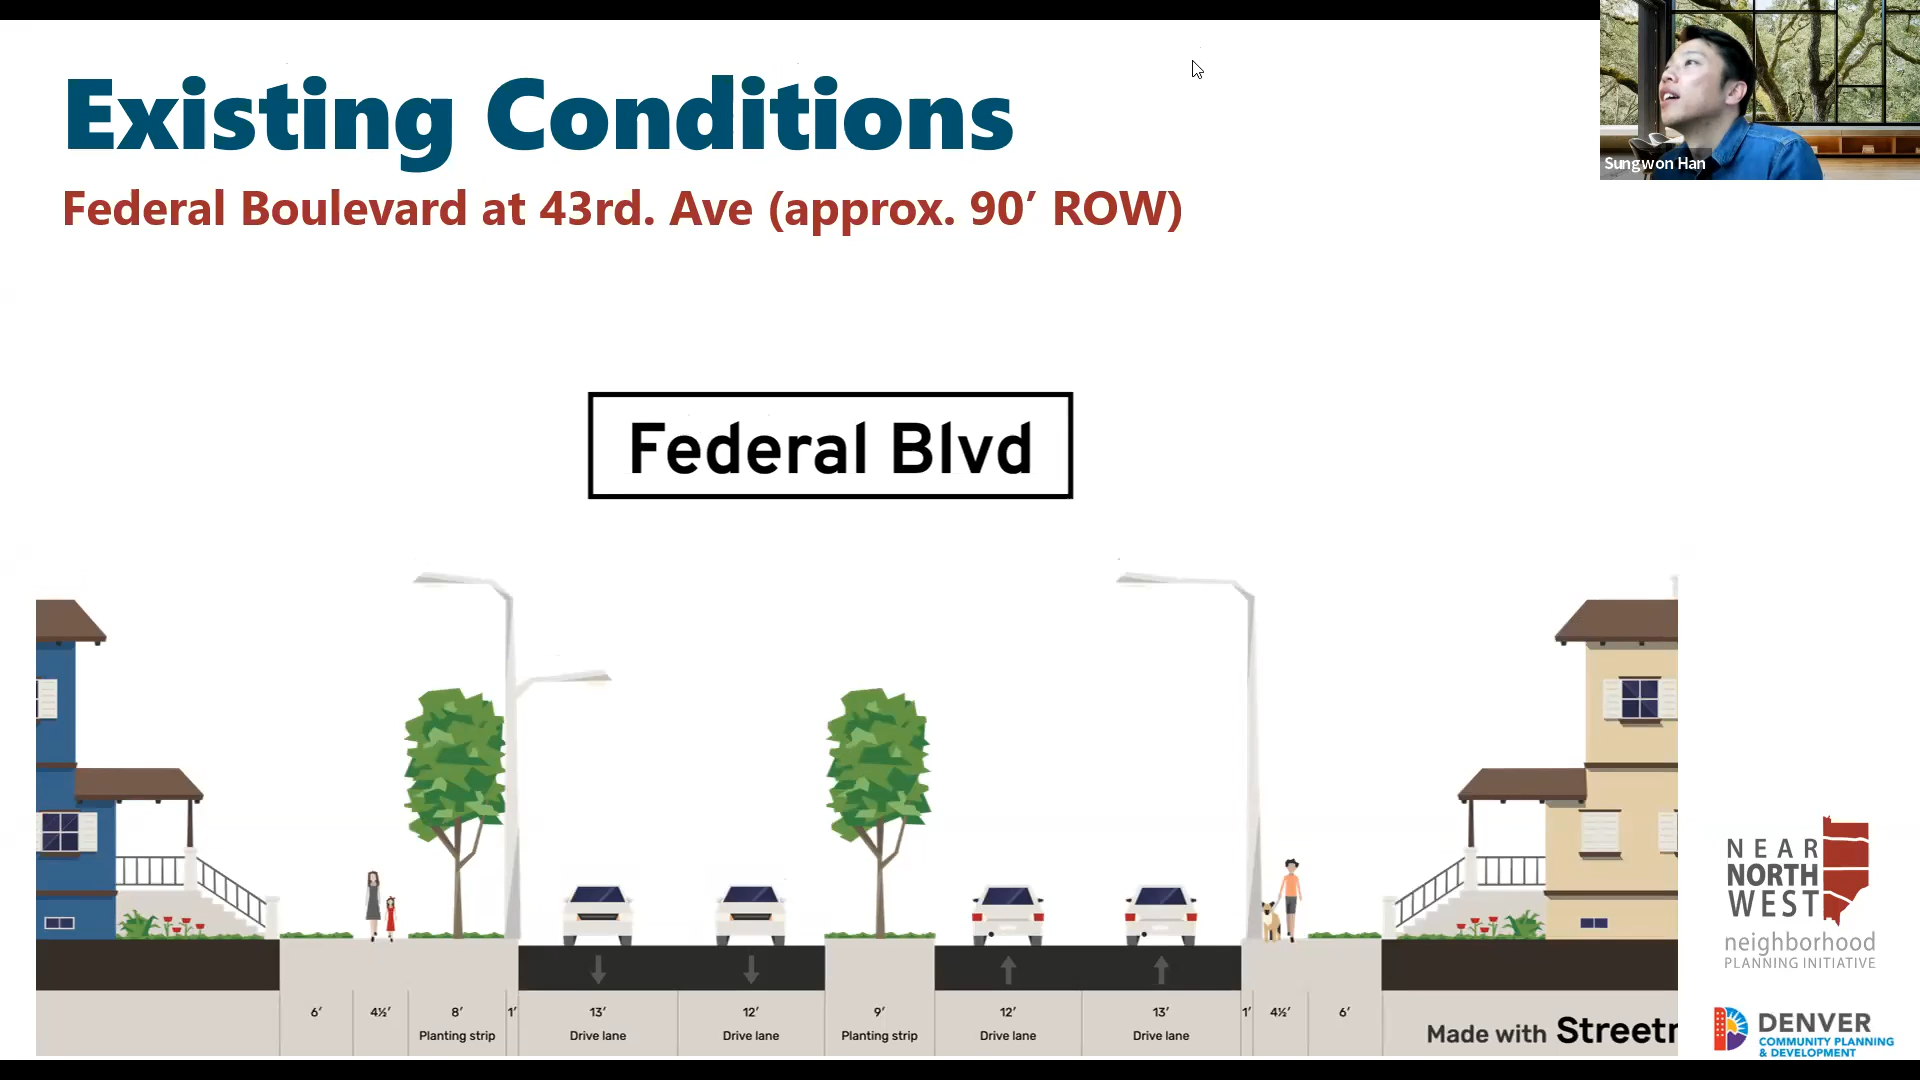 Existing Conditions
Federal Boulevard at 43rd. Ave (approx. 90’ ROW)
Sungwon Han
Federal Blvd
6’ 4½’ 8’ 1’ 13’ 12’ 9’ 12’ 13’ 1’ 4½’ 6’
Planting strip Drive lane Drive lane Planting strip Drive lane Drive lane
Made with Streetr
NEAR
NORTH
WEST
neighborhood
PLANNING INITIATIVE
DENVER
COMMUNITY PLANNING
& DEVELOPMENT